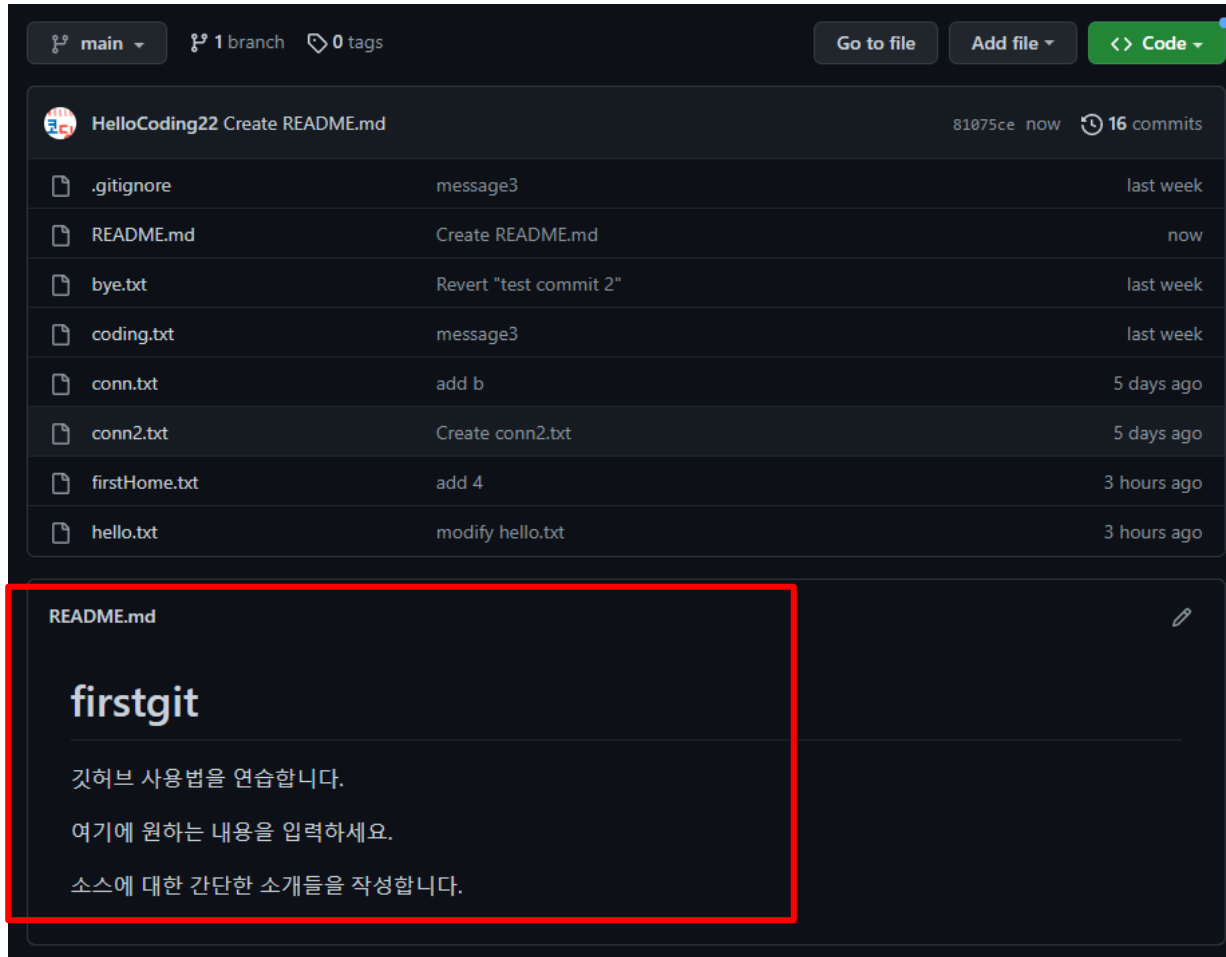 main 1 branch 0 tags Go to file Add file <> Code
HelloCoding22 Create README.md 81075ce now 16 commits
.gitignore message3 last week
README.md Create README.md now
bye.txt Revert "test commit 2" last week
coding.txt message3 last week
conn.txt add b 5 days ago
conn2.txt Create conn2.txt 5 days ago
firstHome.txt add 4 3 hours ago
hello.txt modify hello.txt 3 hours ago
README.md
firstgit
깃허브 사용법을 연습합니다.
여기에 원하는 내용을 입력하세요.
소스에 대한 간단한 소개들을 작성합니다.